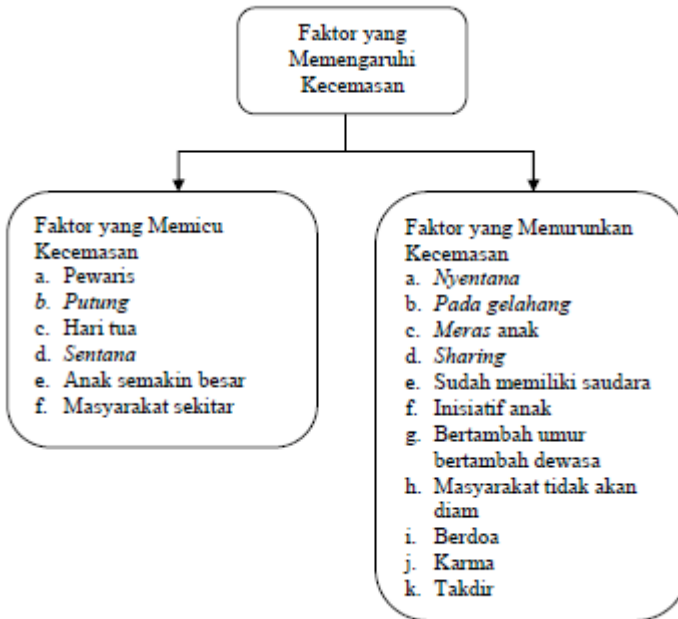 Faktor yang
Memengaruhi
Kecemasan
Faktor yang Memicu
Kecemasan
a. Pewaris
b. Putung
c. Hari tua
d. Sentana
e. Anak semakin besar
f. Masyarakat sekitar
Faktor yang Menurunkan
Kecemasan
a. Nyentana
b. Pada gelahang
c. Meras anak
d. Sharing
e. Sudah memiliki saudara
f. Inisiatif anak
g. Bertambah umur
bertambah dewasa
h. Masyarakat tidak akan
diam
i. Berdoa
j. Karma
k. Takdir